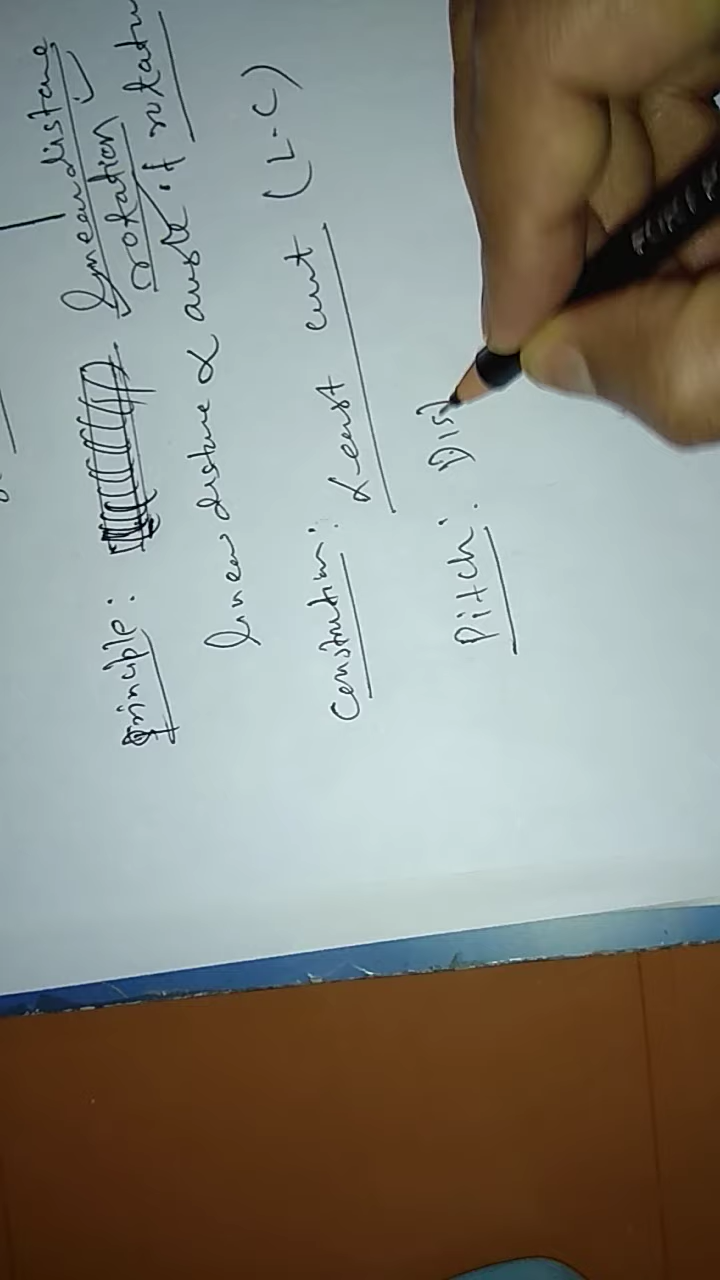 Principle: Linear distance
rotation
Linear distance α angle of rotation
Construction: Least count (L.C)
Pitch: Dis